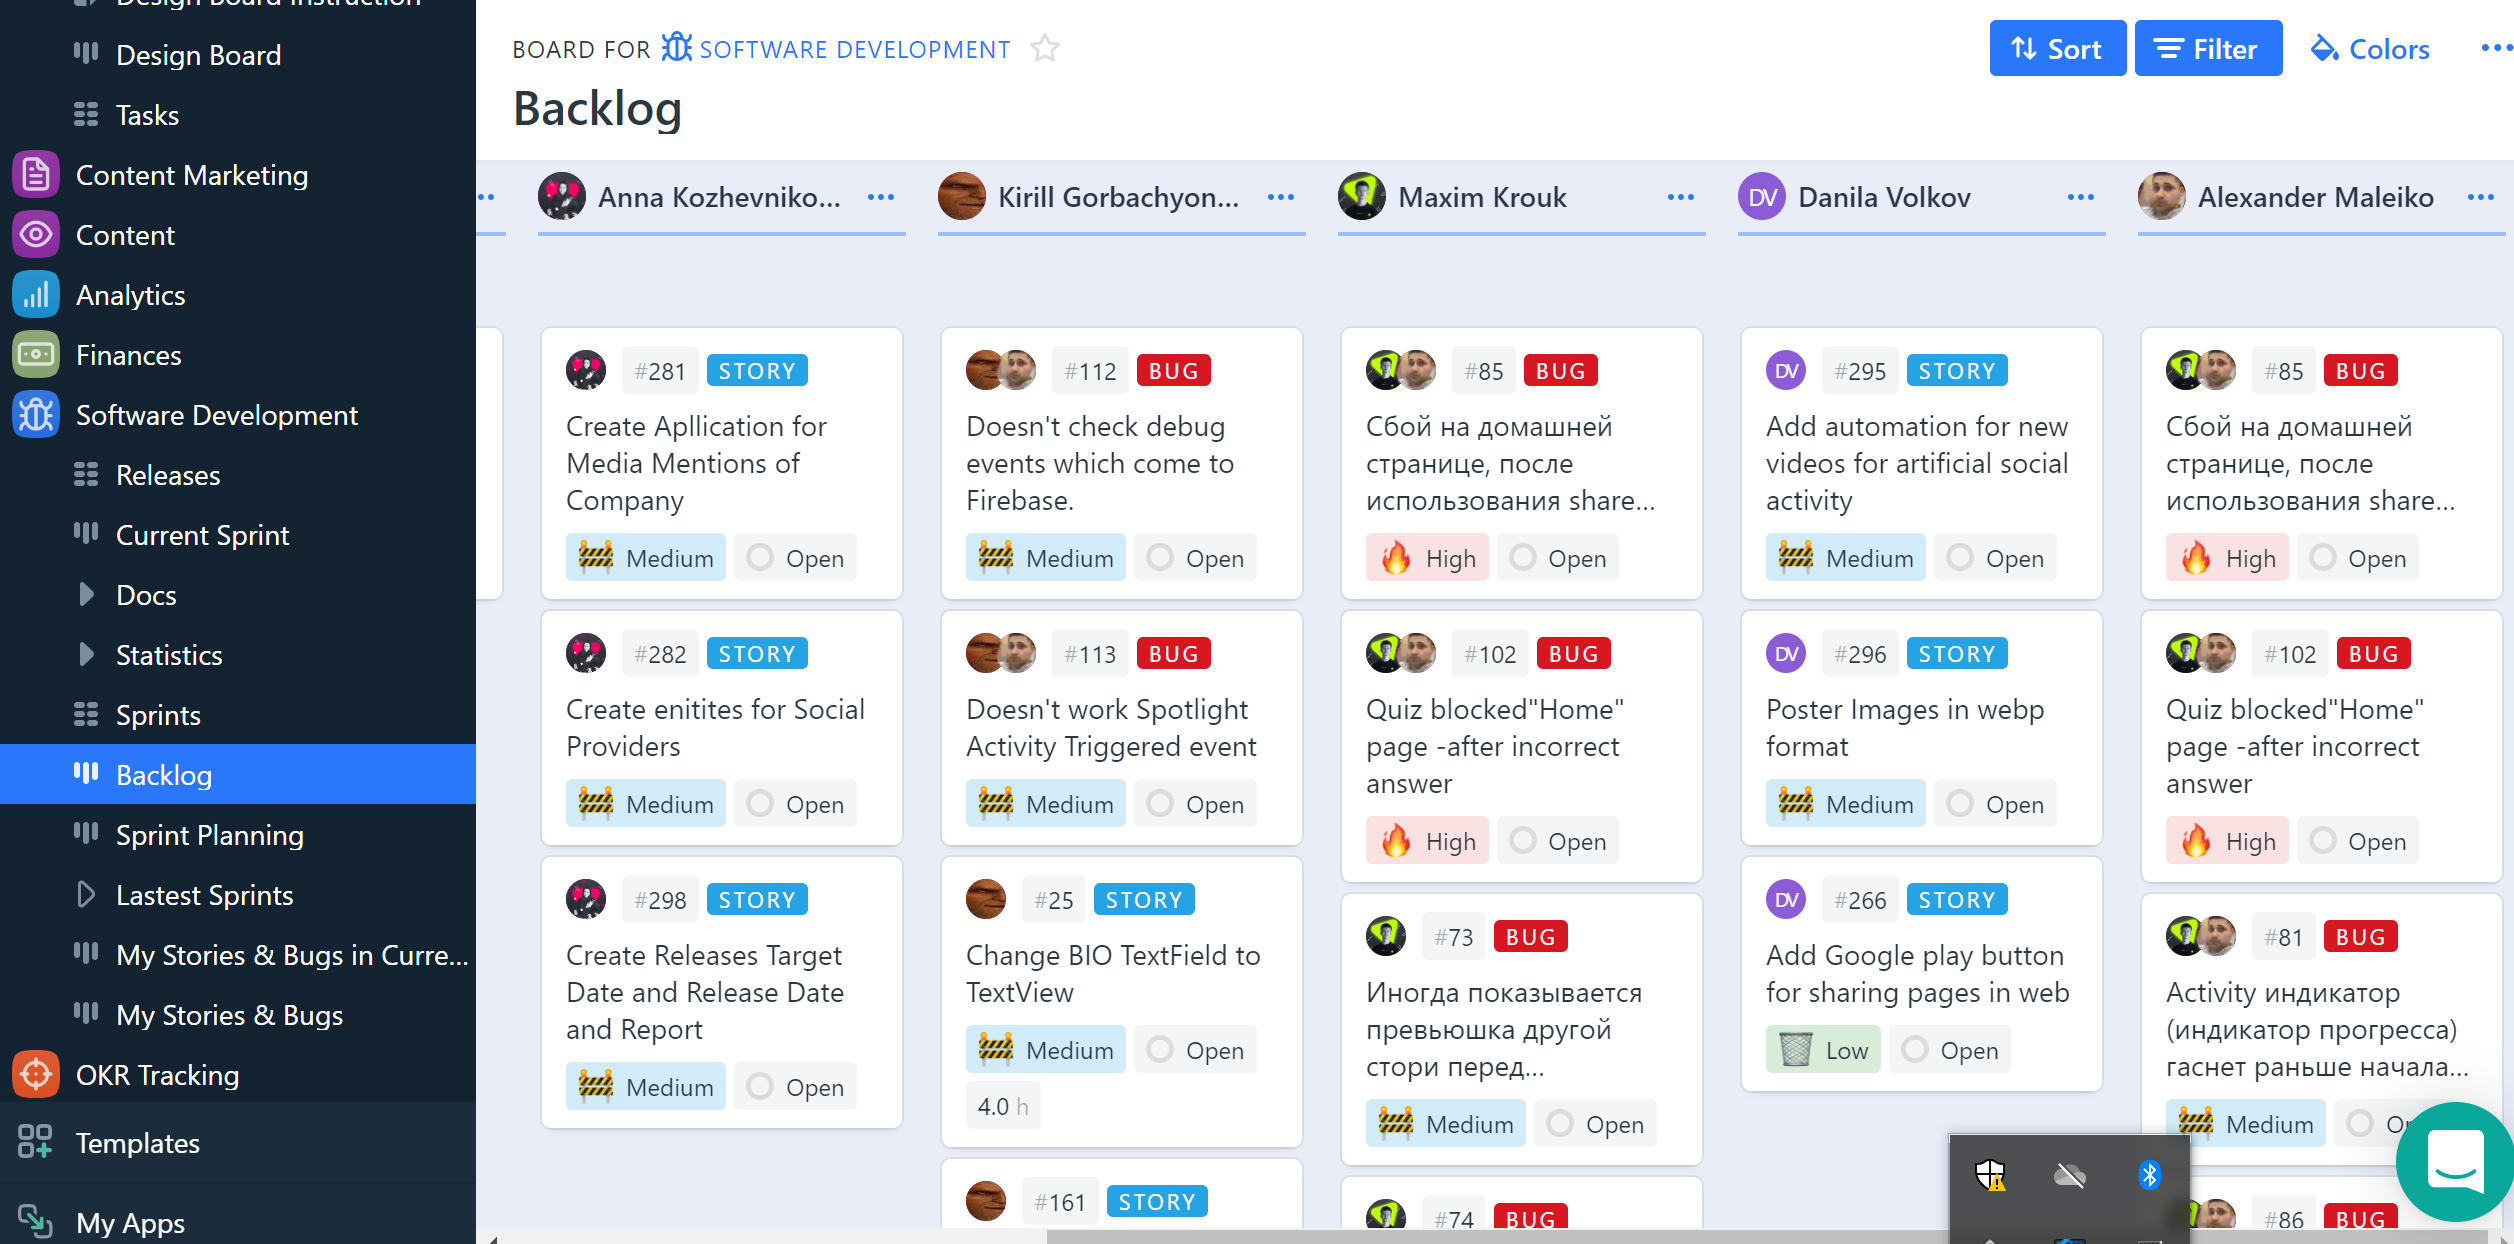 Design Board Instruction
Design Board
Tasks
Content Marketing
Content
Analytics
Finances
Software Development
Releases
Current Sprint
Docs
Statistics
Sprints
Backlog
Sprint Planning
Lastest Sprints
My Stories & Bugs in Curre...
My Stories & Bugs
OKR Tracking
Templates
My Apps
BOARD FOR SOFTWARE DEVELOPMENT
Backlog
Sort
Filter
Colors
Anna Kozhevniko...
#281 STORY
Create Apllication for
Media Mentions of
Company
Medium Open
#282 STORY
Create enitites for Social
Providers
Medium Open
#298 STORY
Create Releases Target
Date and Release Date
and Report
Medium Open
Kirill Gorbachyon...
#112 BUG
Doesn't check debug
events which come to
Firebase.
Medium Open
#113 BUG
Doesn't work Spotlight
Activity Triggered event
Medium Open
#25 STORY
Change BIO TextField to
TextView
Medium Open
4.0 h
#161 STORY
Maxim Krouk
#85 BUG
Сбой на домашней
странице, после
использования share...
High Open
#102 BUG
Quiz blocked"Home"
page -after incorrect
answer
High Open
#73 BUG
Иногда показывается
превьюшка другой
стори перед...
Medium Open
#74 BUG
DV Danila Volkov
DV #295 STORY
Add automation for new
videos for artificial social
activity
Medium Open
DV #296 STORY
Poster Images in webp
format
Medium Open
DV #266 STORY
Add Google play button
for sharing pages in web
Low Open
Alexander Maleiko
#85 BUG
Сбой на домашней
странице, после
использования share...
High Open
#102 BUG
Quiz blocked"Home"
page -after incorrect
answer
High Open
#81 BUG
Activity индикатор
(индикатор прогресса)
гаснет раньше начала...
Medium
#86 BUG